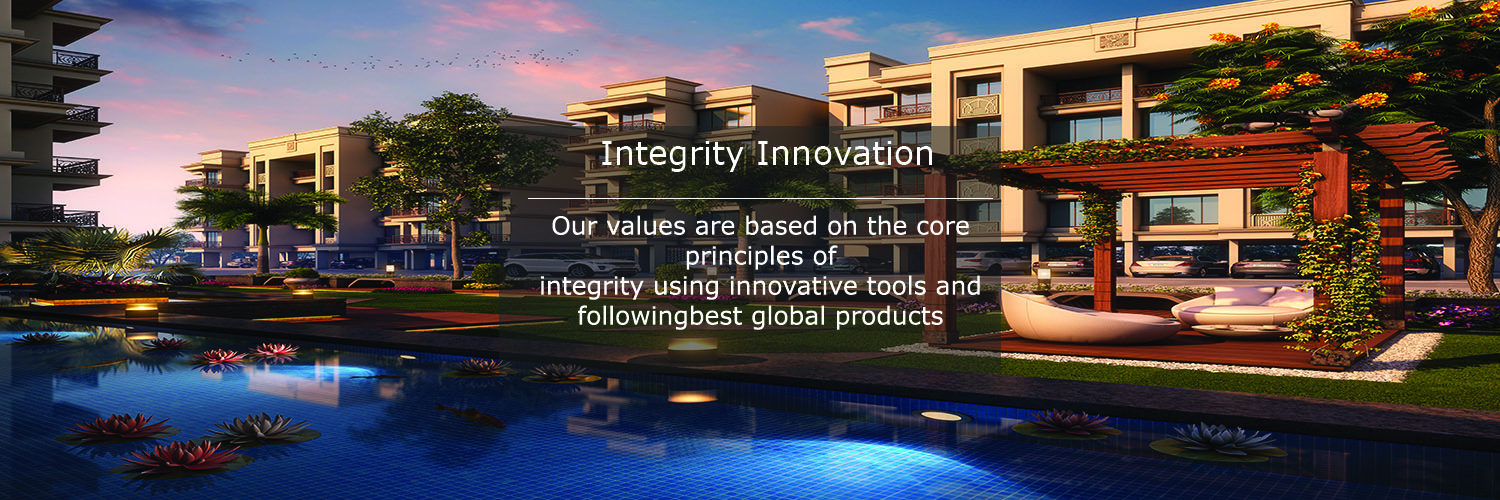 Integrity Innovation
Our values are based on the core
principles of
integrity using innovative tools and
followingbest global products